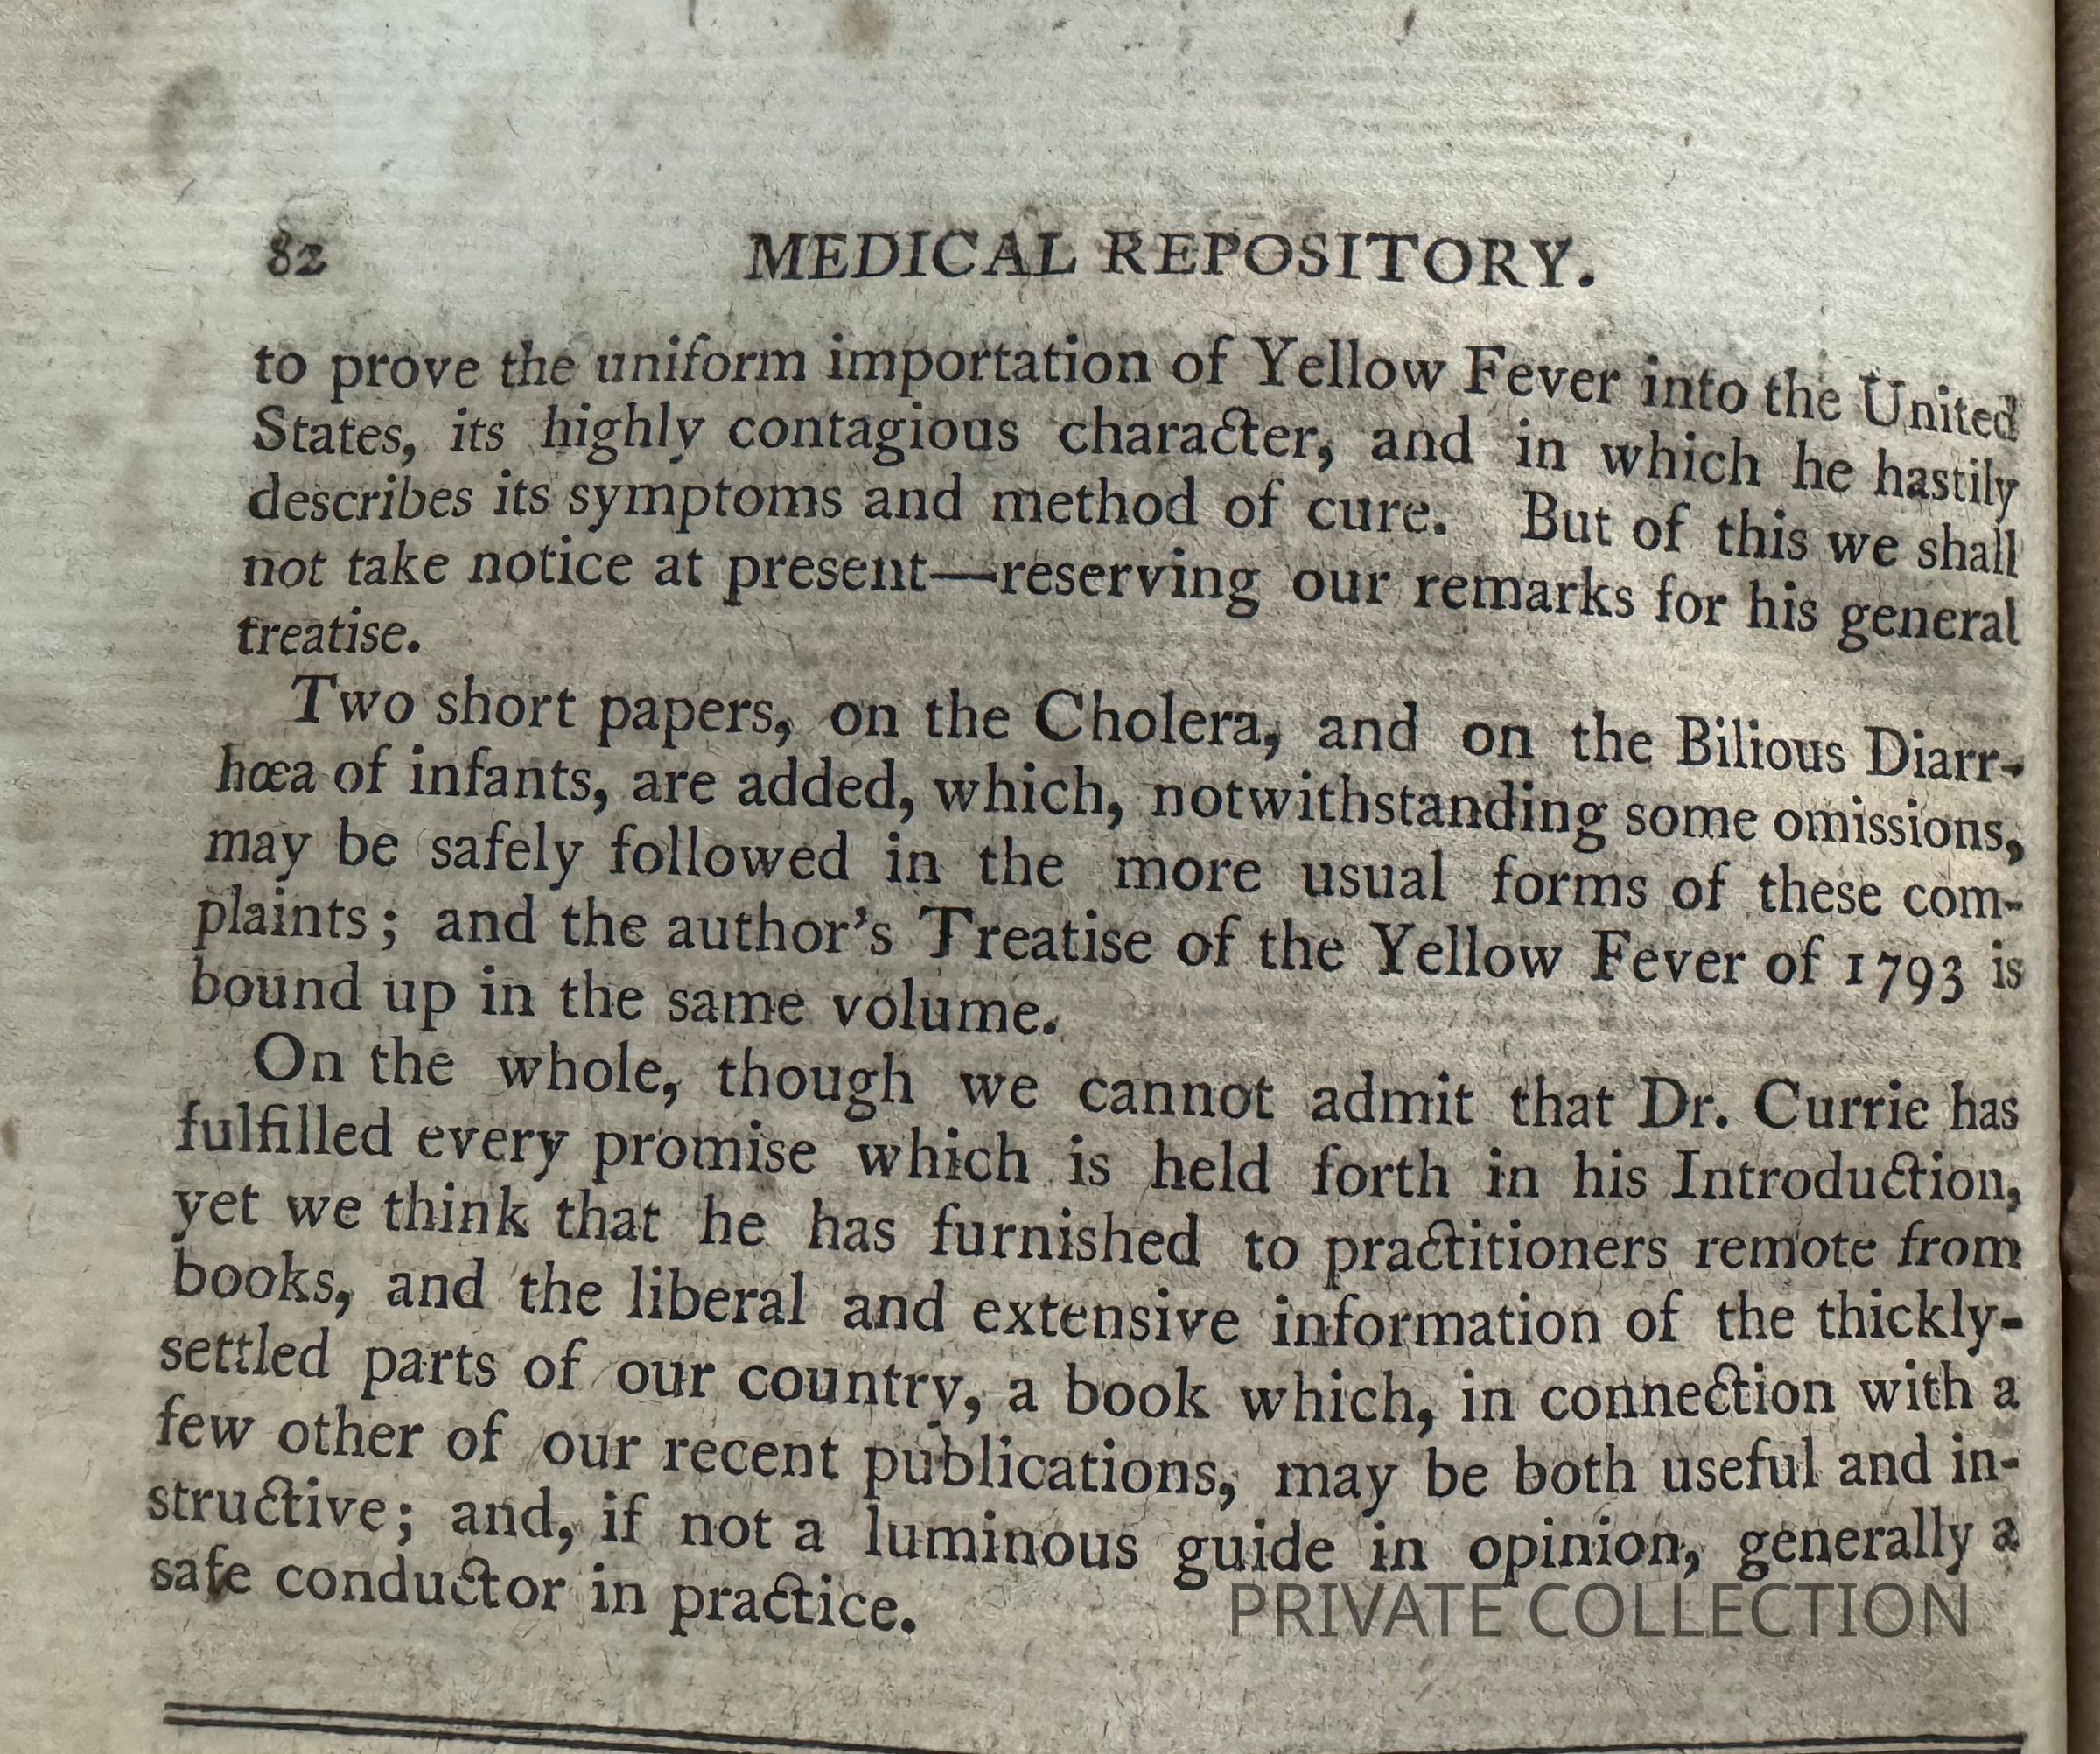 82 MEDICAL REPOSITORY.
to prove the uniform importation of Yellow Fever into the United
States, its highly contagious character, and in which he hastily
describes its symptoms and method of cure. But of this we shall
not take notice at present—reserving our remarks for his general
treatise.
Two short papers, on the Cholera, and on the Bilious Diarr-
hœa of infants, are added, which, notwithstanding some omissions,
may be safely followed in the more usual forms of these com-
plaints; and the author's Treatise of the Yellow Fever of 1793 is
bound up in the same volume.
On the whole, though we cannot admit that Dr. Currie has
fulfilled every promise which is held forth in his Introduction,
yet we think that he has furnished to practitioners remote from
books, and the liberal and extensive information of the thickly-
settled parts of our country, a book which, in connection with a
few other of our recent publications, may be both useful and in-
structive; and, if not a luminous guide in opinion, generally a
safe conductor in practice.
PRIVATE COLLECTION